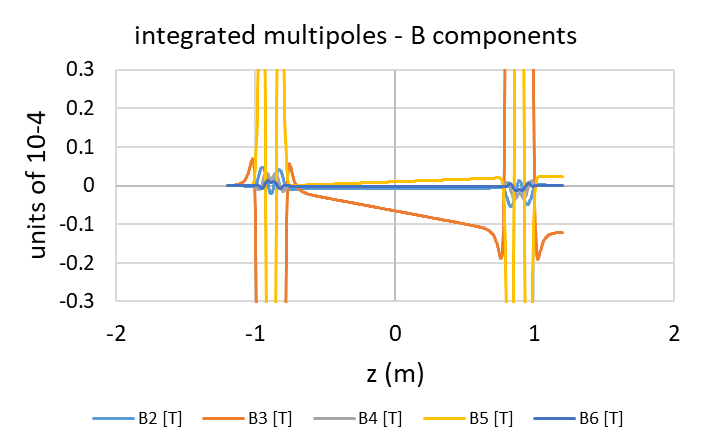 integrated multipoles - B components
units of 10-4
0.3
0.2
0.1
0
-0.1
-0.2
-0.3
-2 -1 0 1 2
z (m)
B2 [T] B3 [T] B4 [T] B5 [T] B6 [T]